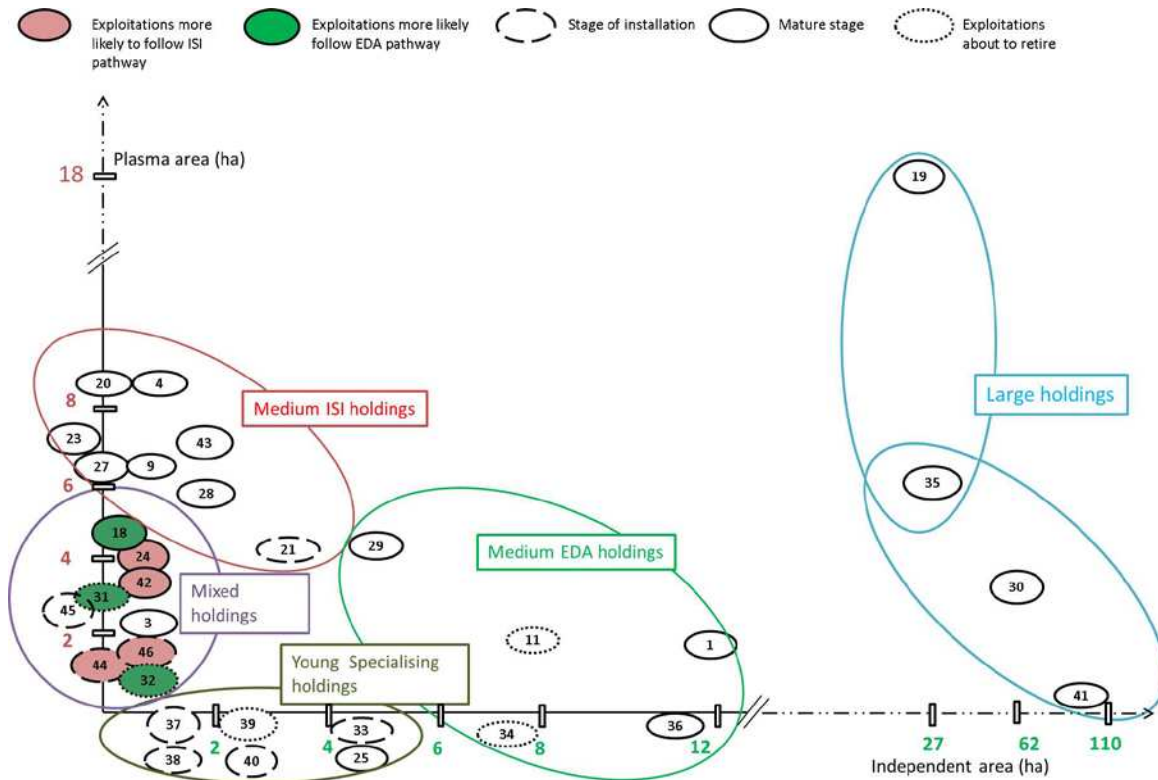 Exploitations more
likely to follow ISI
pathway
Exploitations more likely
follow EDA pathway
Stage of installation
Mature stage
Exploitations
about to retire
Plasma area (ha)
18
19
20
4
8
Medium ISI holdings
Large holdings
23
43
27
9
6
28
35
18
4
24
21
29
Medium EDA holdings
42
31
Mixed
holdings
45
30
3
2
11
1
46
44
32
Young Specialising
holdings
41
37
39
33
34
36
2
4
6
8
12
27
62
110
38
40
25
Independent area (ha)